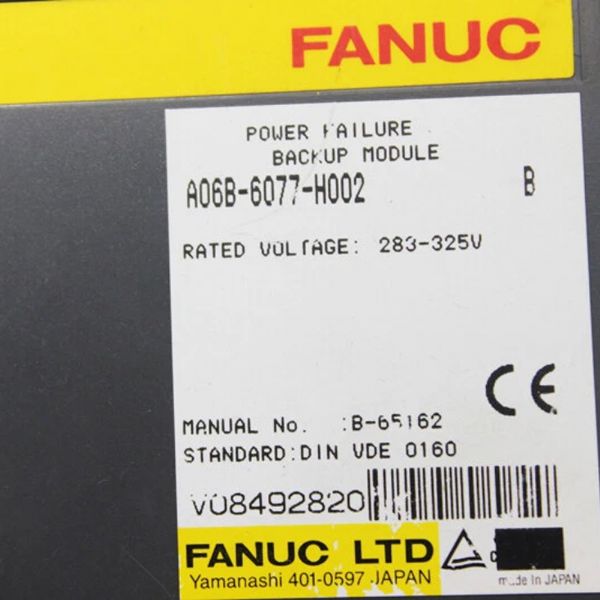 FANUC
POWER FAILURE
BACKUP MODULE
A06B-6077-H002 B
RATED VOLTAGE: 283-325V
CE
MANUAL No. :B-65162
STANDARD:DIN VDE 0160
V08492820
FANUC LTD
Yamanashi 401-0597 JAPAN
made in JAPAN